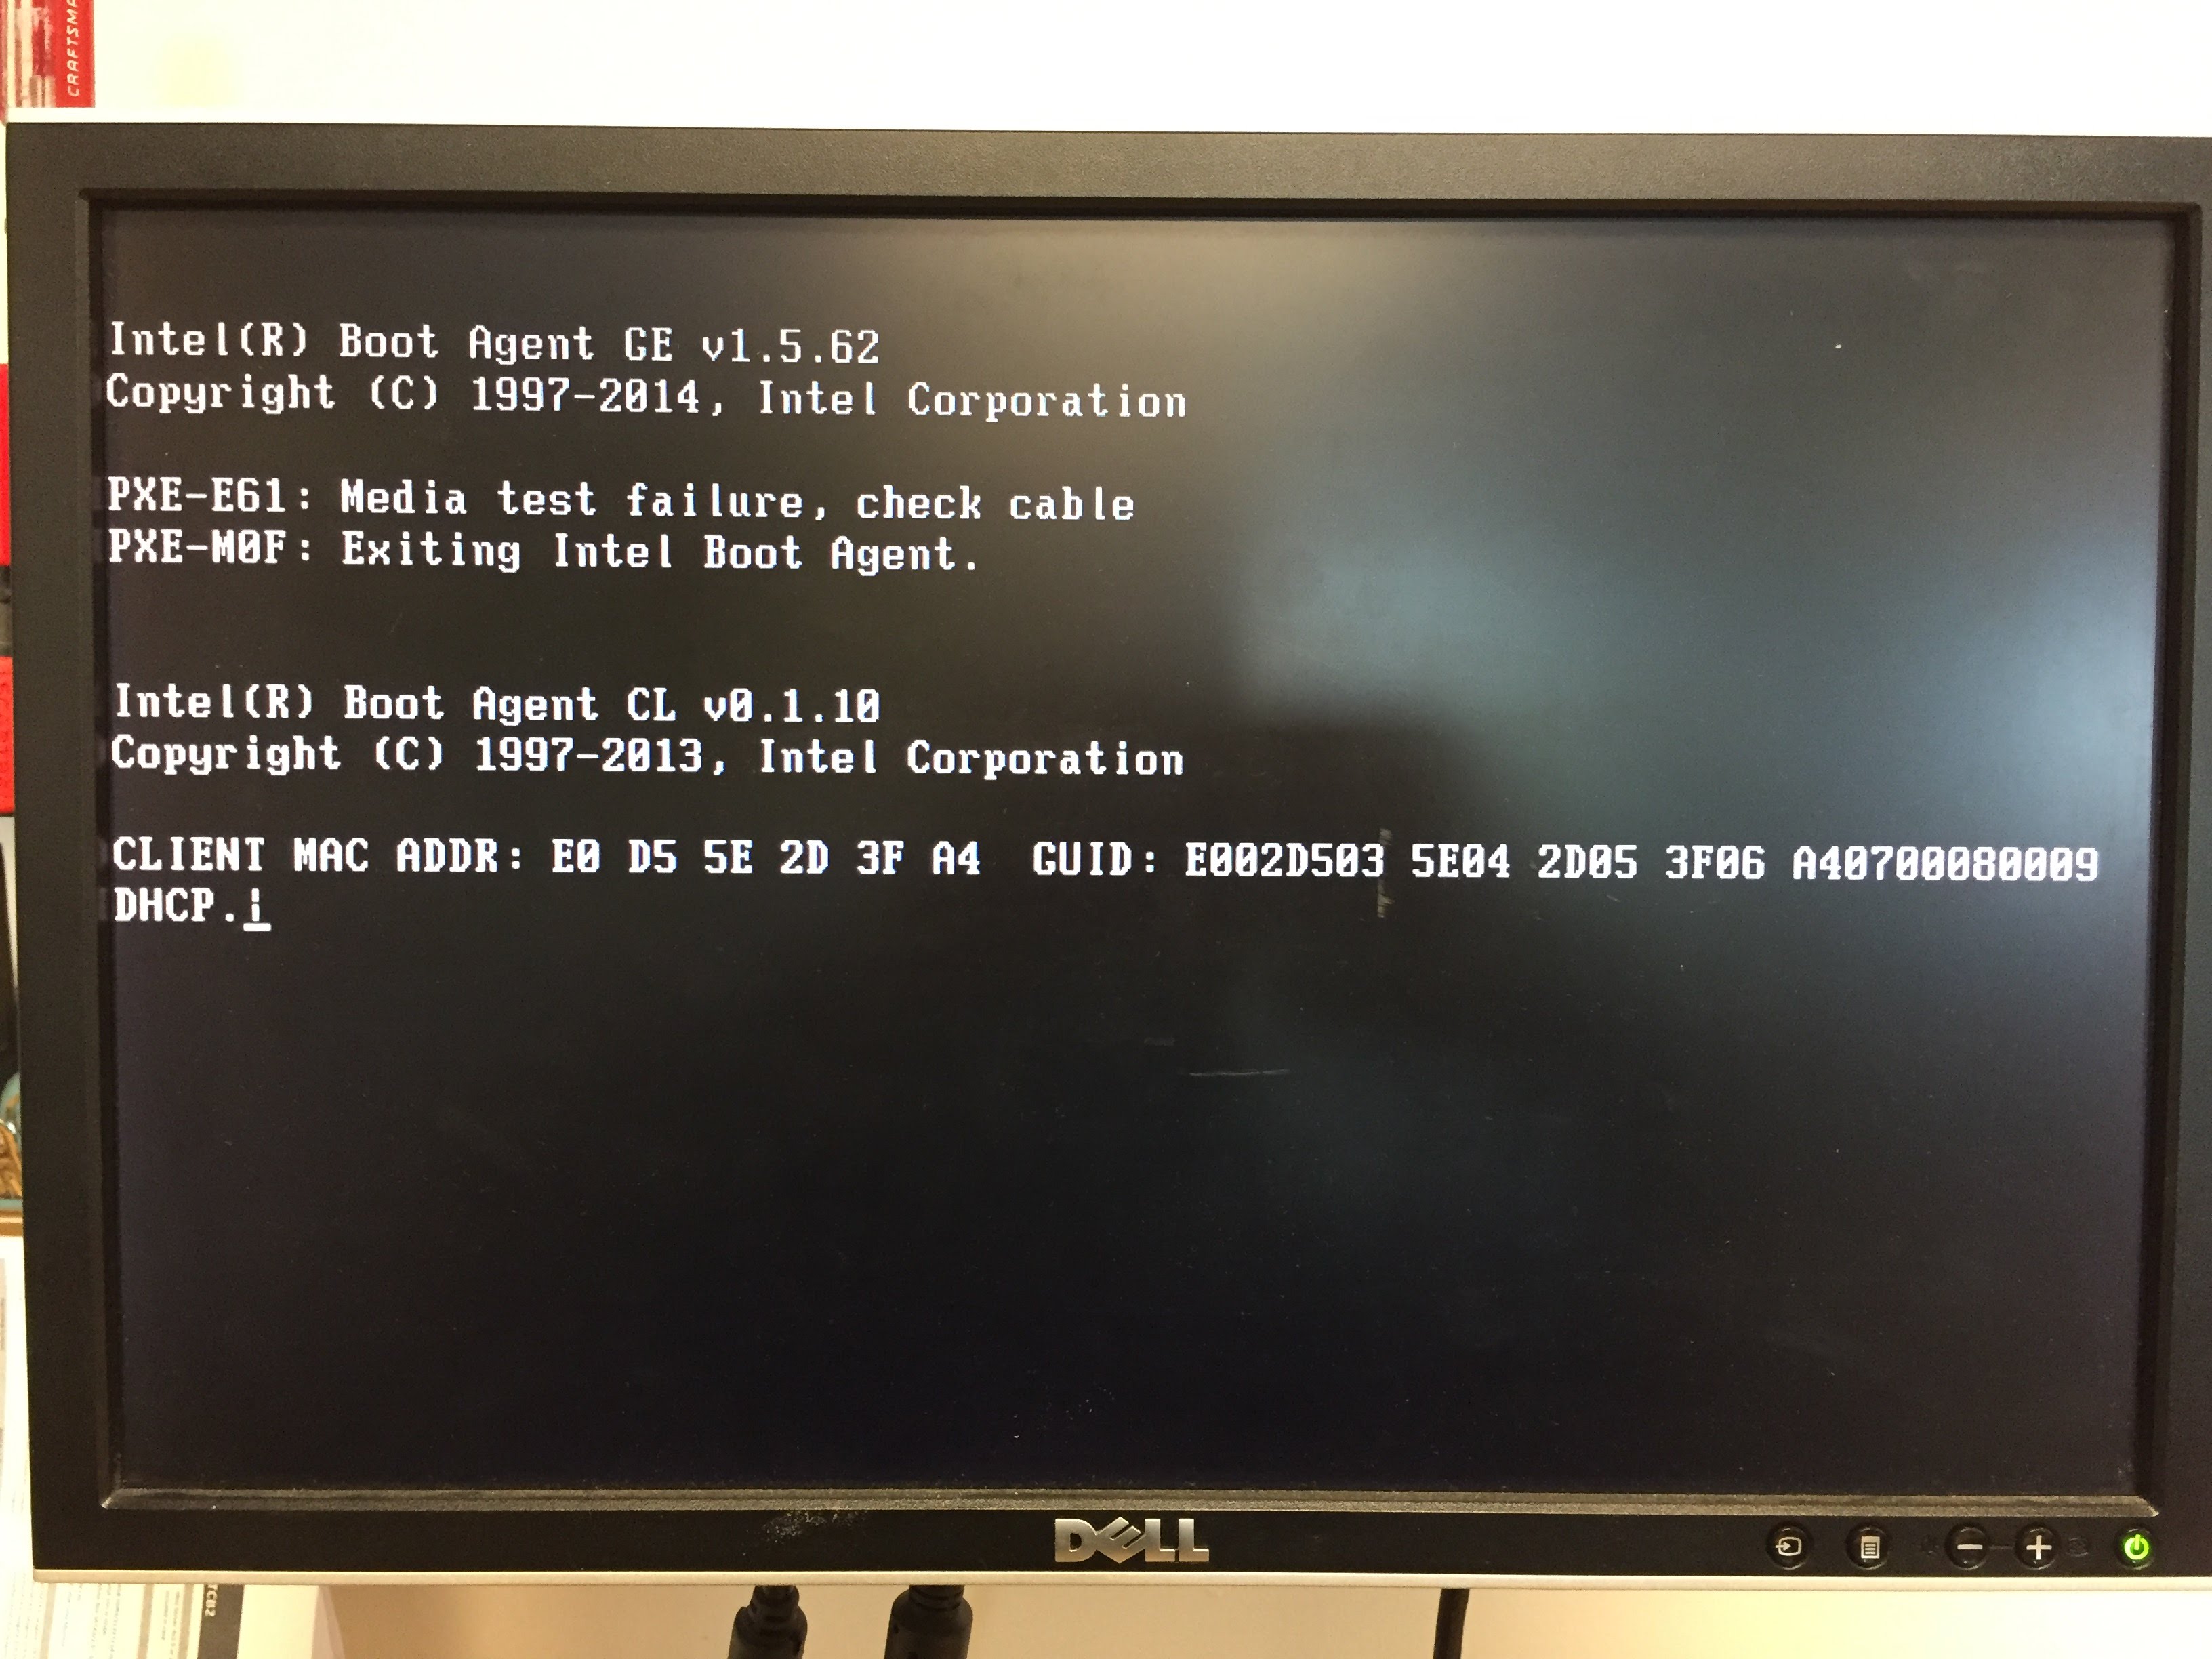 CRAFTSMA
Intel(R) Boot Agent GE v1.5.62
Copyright (C) 1997-2014, Intel Corporation
PXE-E61: Media test failure, check cable
PXE-M0F: Exiting Intel Boot Agent.
Intel(R) Boot Agent CL v0.1.10
Copyright (C) 1997-2013, Intel Corporation
CLIENT MAC ADDR: E0 D5 5E 2D 3F A4  GUID: E002D503 5E04 2D05 3F06 A40700080009
DHCP.¦
DELL